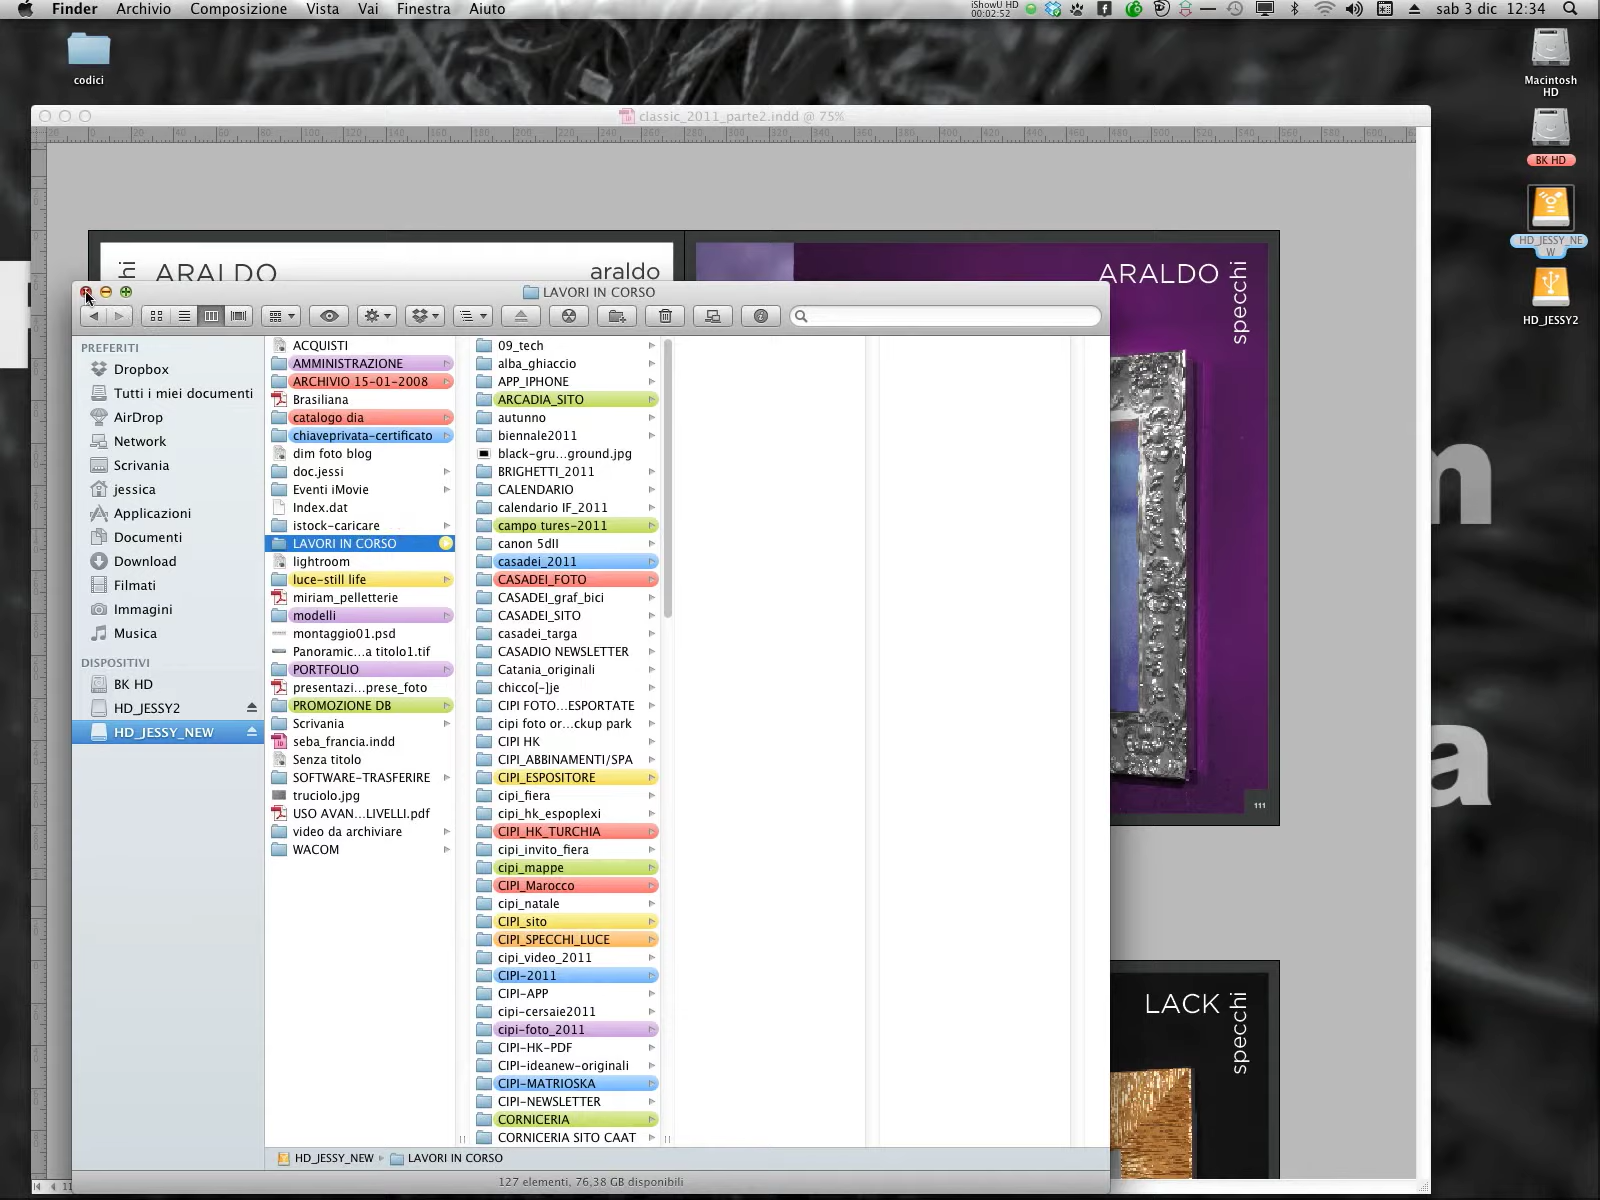 Finder Archivio Composizione Vista Vai Finestra Aiuto
iShowU HD
00:02:52
sab 3 dic 12:34
codici
Macintosh
HD
BK HD
HD_JESSY_NE
W
HD_JESSY2
classic_2011_parte2.indd @ 75%
ARALDO
araldo
ARALDO
specchi
111
LACK
specchi
LAVORI IN CORSO
PREFERITI
Dropbox
Tutti i miei documenti
AirDrop
Network
Scrivania
jessica
Applicazioni
Documenti
Download
Filmati
Immagini
Musica
DISPOSITIVI
BK HD
HD_JESSY2
HD_JESSY_NEW
ACQUISTI
AMMINISTRAZIONE
ARCHIVIO 15-01-2008
Brasiliana
catalogo dia
chiaveprivata-certificato
dim foto blog
doc.jessi
Eventi iMovie
Index.dat
istock-caricare
LAVORI IN CORSO
lightroom
luce-still life
miriam_pelletterie
modelli
montaggio01.psd
Panoramic...a titolo1.tif
PORTFOLIO
presentazi...prese_foto
PROMOZIONE DB
Scrivania
seba_francia.indd
Senza titolo
SOFTWARE-TRASFERIRE
truciolo.jpg
USO AVAN...LIVELLI.pdf
video da archiviare
WACOM
09_tech
alba_ghiaccio
APP_IPHONE
ARCADIA_SITO
autunno
biennale2011
black-gru...ground.jpg
BRIGHETTI_2011
CALENDARIO
calendario IF_2011
campo tures-2011
canon 5dII
casadei_2011
CASADEI_FOTO
CASADEI_graf_bici
CASADEI_SITO
casadei_targa
CASADIO NEWSLETTER
Catania_originali
chicco[-]je
CIPI FOTO...ESPORTATE
cipi foto or...ckup park
CIPI HK
CIPI_ABBINAMENTI/SPA
CIPI_ESPOSITORE
cipi_fiera
cipi_hk_espoplexi
CIPI_HK_TURCHIA
cipi_invito_fiera
cipi_mappe
CIPI_Marocco
cipi_natale
CIPI_sito
CIPI_SPECCHI_LUCE
cipi_video_2011
CIPI-2011
CIPI-APP
cipi-cersaie2011
cipi-foto_2011
CIPI-HK-PDF
CIPI-ideanew-originali
CIPI-MATRIOSKA
CIPI-NEWSLETTER
CORNICERIA
CORNICERIA SITO CAAT
HD_JESSY_NEW LAVORI IN CORSO
127 elementi, 76,38 GB disponibili